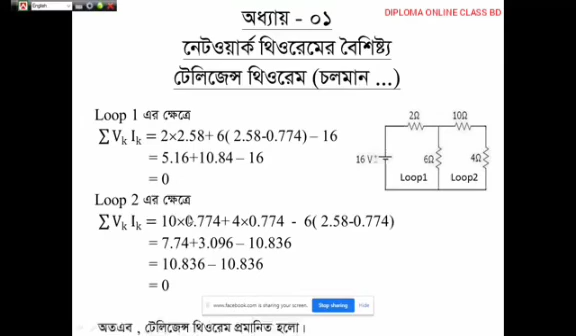 English
DIPLOMA ONLINE CLASS BD
অধ্যায় - ০১
নেটওয়ার্ক থিওরেমের বৈশিষ্ট্য
টেলিজেন্স থিওরেম (চলমান ...)
Loop 1 এর ক্ষেত্রে
∑ Vₖ Iₖ = 2×2.58+ 6( 2.58-0.774) – 16
= 5.16+10.84 – 16
= 0
2Ω 10Ω
16 V 6Ω 4Ω
Loop1 Loop2
Loop 2 এর ক্ষেত্রে
∑ Vₖ Iₖ = 10×0.774+4×0.774 - 6( 2.58-0.774)
= 7.74+3.096 – 10.836
= 10.836 – 10.836
= 0
www.facebook.com is sharing your screen. Stop sharing Hide
অতএব , টেলিজেন্স থিওরেম প্রমানিত হলো।